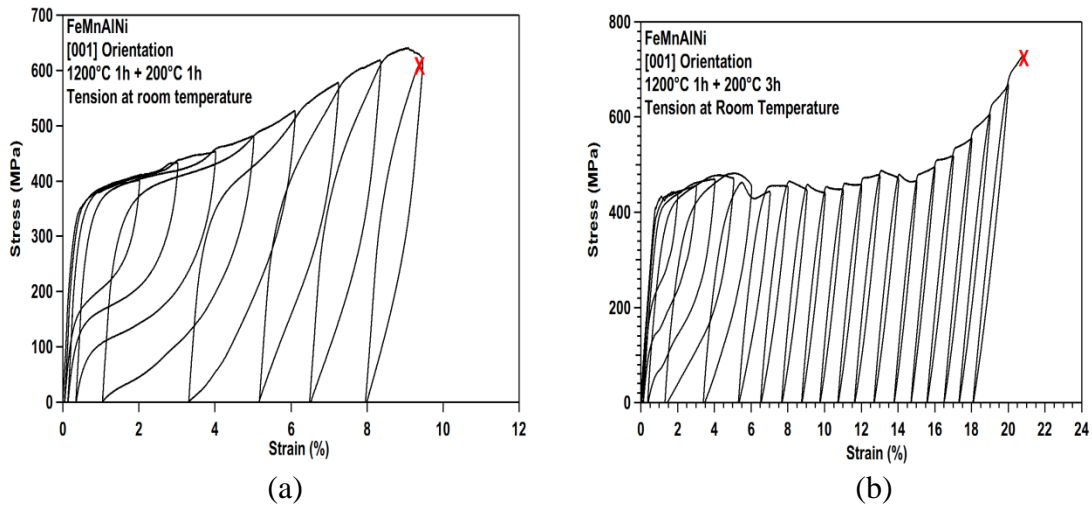 FeMnAlNi
[001] Orientation
1200°C 1h + 200°C 1h
Tension at room temperature
700
600
500
400
300
200
100
0
Stress (MPa)
0 2 4 6 8 10 12
Strain (%)
X
(a)
FeMnAlNi
[001] Orientation
1200°C 1h + 200°C 3h
Tension at Room Temperature
800
600
400
200
0
Stress (MPa)
0 2 4 6 8 10 12 14 16 18 20 22 24
Strain (%)
X
(b)